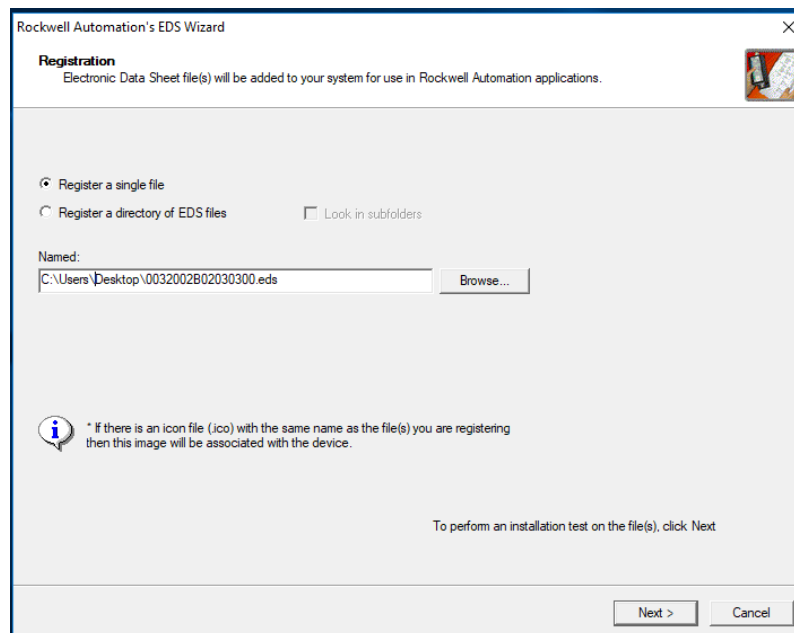 Rockwell Automation's EDS Wizard
Registration
Electronic Data Sheet file(s) will be added to your system for use in Rockwell Automation applications.
Register a single file
Register a directory of EDS files
Look in subfolders
Named:
C:\Users\Desktop\0032002B02030300.eds
Browse...
* If there is an icon file (.ico) with the same name as the file(s) you are registering
then this image will be associated with the device.
To perform an installation test on the file(s), click Next
Next >
Cancel